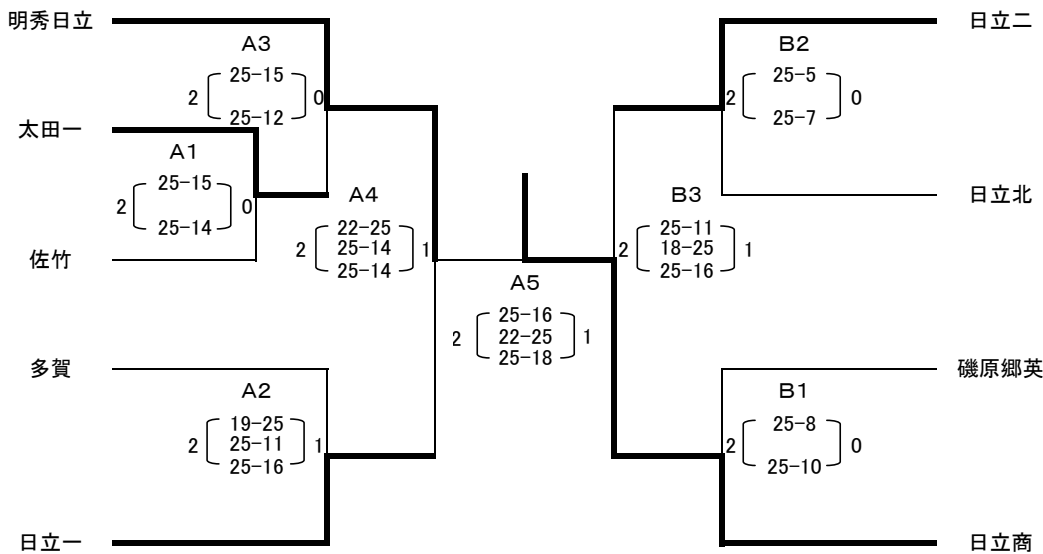 明秀日立
日立二
A3
25-15
2 0
25-12
B2
25-5
2 0
25-7
太田一
A1
25-15
2 0
25-14
A4
22-25
2 25-14 1
25-14
B3
25-11
2 18-25 1
25-16
日立北
佐竹
A5
25-16
2 22-25 1
25-18
多賀
磯原郷英
A2
19-25
2 25-11 1
25-16
B1
25-8
2 0
25-10
日立一
日立商